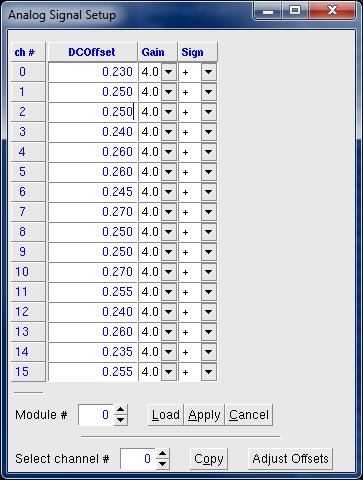 Analog Signal Setup
ch # DCOffset Gain Sign
0 0.230 4.0 +
1 0.250 4.0 +
2 0.250 4.0 +
3 0.240 4.0 +
4 0.260 4.0 +
5 0.260 4.0 +
6 0.245 4.0 +
7 0.270 4.0 +
8 0.250 4.0 +
9 0.250 4.0 +
10 0.270 4.0 +
11 0.255 4.0 +
12 0.240 4.0 +
13 0.260 4.0 +
14 0.235 4.0 +
15 0.255 4.0 +
Module # 0 Load Apply Cancel
Select channel # 0 Copy Adjust Offsets